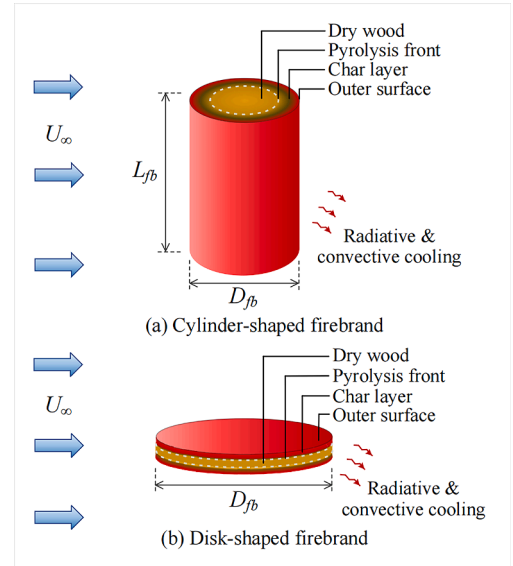 Dry wood
Pyrolysis front
Char layer
Outer surface
U∞
Lfb
Radiative &
convective cooling
Dfb
(a) Cylinder-shaped firebrand
Dry wood
Pyrolysis front
Char layer
Outer surface
U∞
Radiative &
convective cooling
Dfb
(b) Disk-shaped firebrand